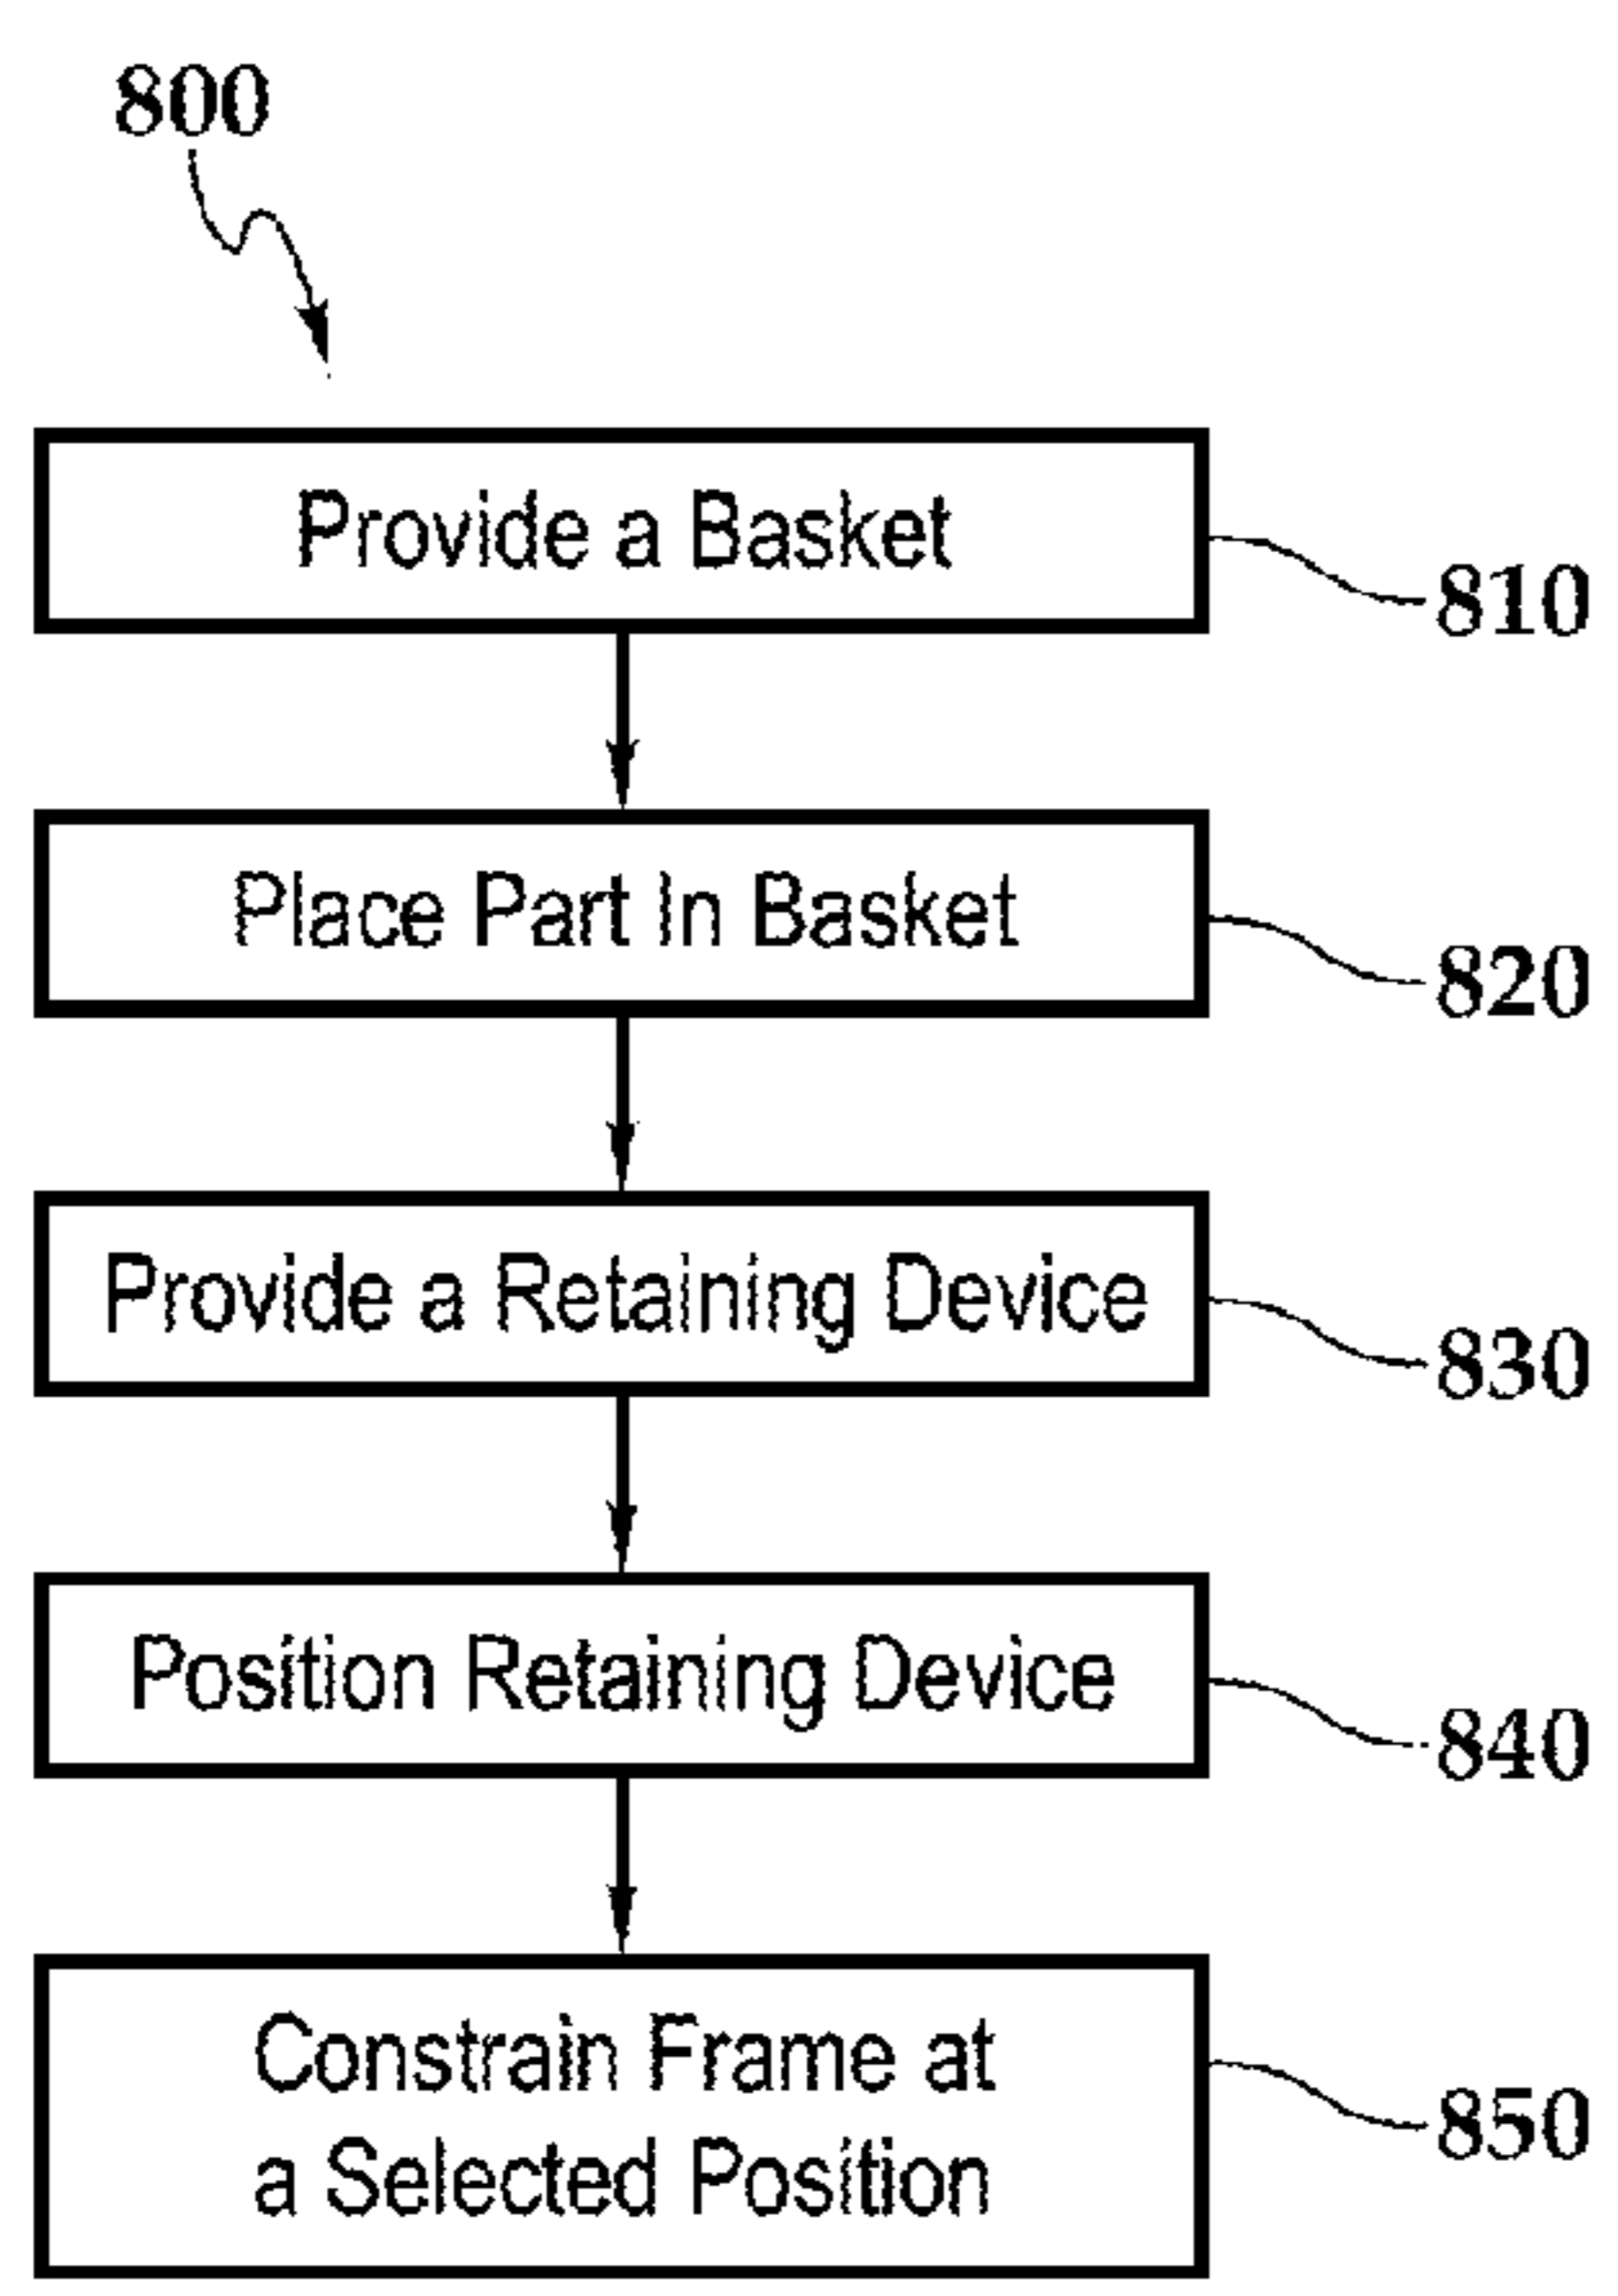 800
Provide a Basket
810
Place Part In Basket
820
Provide a Retaining Device
830
Position Retaining Device
840
Constrain Frame at
a Selected Position
850